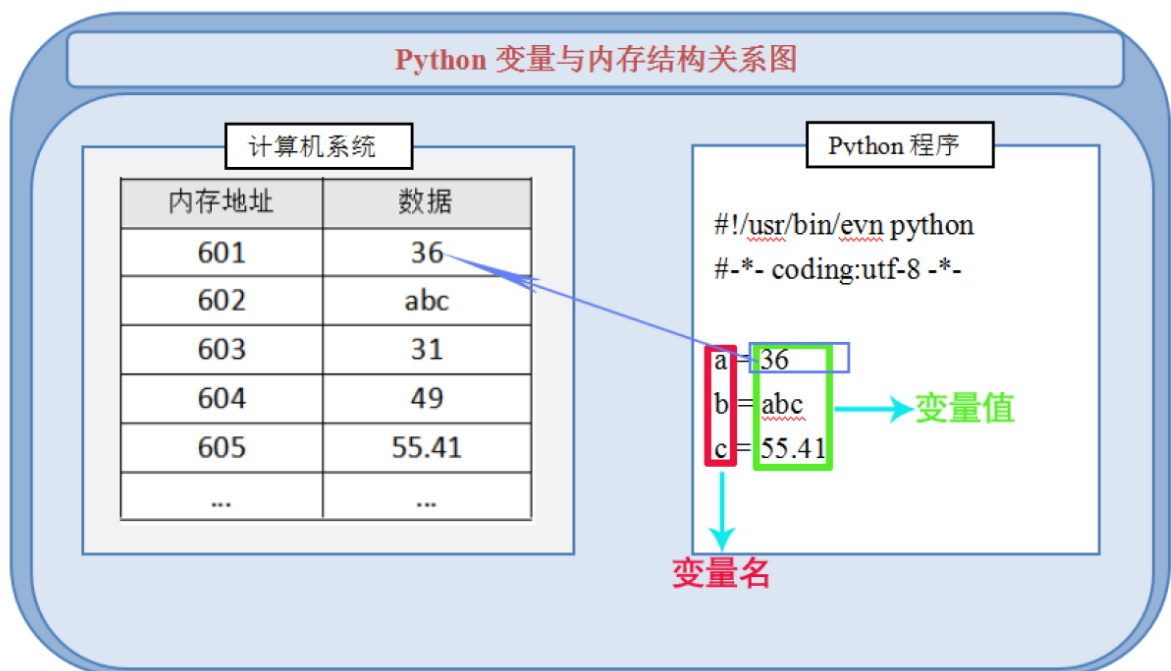 Python 变量与内存结构关系图
计算机系统
内存地址 数据
601 36
602 abc
603 31
604 49
605 55.41
... ...
Python 程序
#!/usr/bin/evn python
#-*- coding:utf-8 -*-
a = 36
b = abc
c = 55.41
变量值
变量名